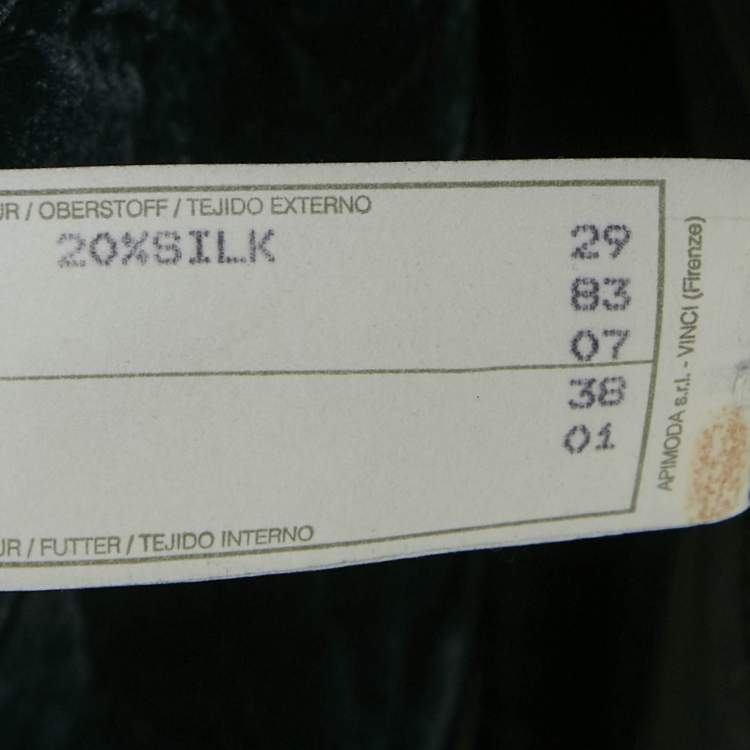 UR / OBERSTOFF / TEJIDO EXTERNO
20%SILK 29
83
07
38
01
UR / FUTTER / TEJIDO INTERNO
APIMODA s.r.l. - VINCI (Firenze)